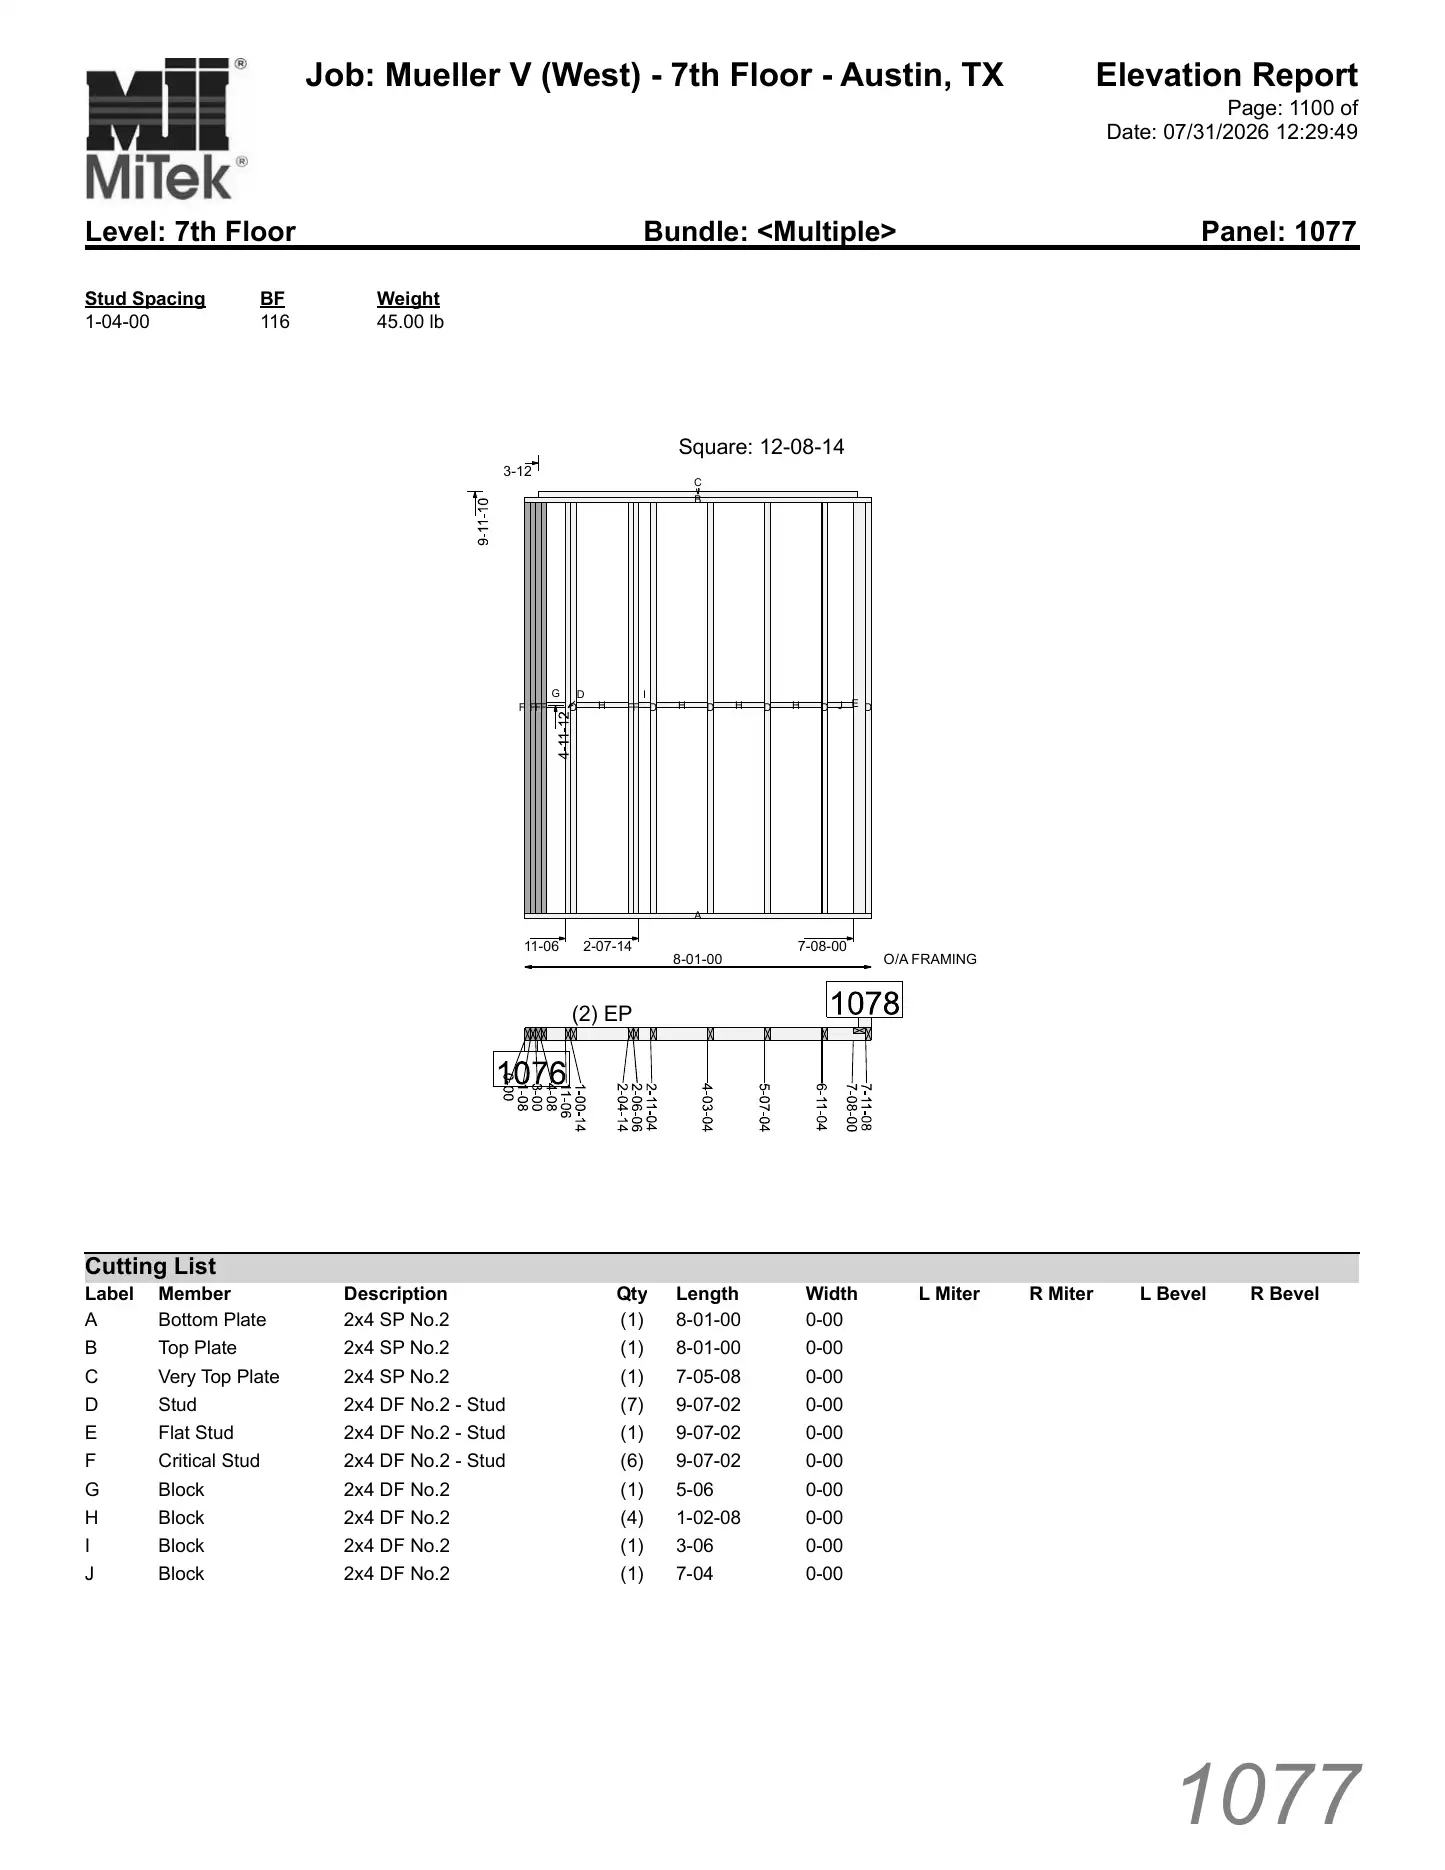 MiTek®
Job: Mueller V (West) - 7th Floor - Austin, TX
Elevation Report
Page: 1100 of
Date: 07/31/2026 12:29:49
Level: 7th Floor Bundle: <Multiple> Panel: 1077
Stud Spacing BF Weight
1-04-00 116 45.00 lb
Square: 12-08-14
3-12
C
B
9-11-10
G D I
F F F D H F D H D H D H D J E D
4-11-12
A
11-06 2-07-14 7-08-00
8-01-00 O/A FRAMING
1078
(2) EP
1076
1-08 3-00 4-08 11-06 1-00-14 2-04-14 2-06-06 2-11-04 4-03-04 5-07-04 6-11-04 7-08-00 7-11-08
Cutting List
Label Member Description Qty Length Width L Miter R Miter L Bevel R Bevel
A Bottom Plate 2x4 SP No.2 (1) 8-01-00 0-00
B Top Plate 2x4 SP No.2 (1) 8-01-00 0-00
C Very Top Plate 2x4 SP No.2 (1) 7-05-08 0-00
D Stud 2x4 DF No.2 - Stud (7) 9-07-02 0-00
E Flat Stud 2x4 DF No.2 - Stud (1) 9-07-02 0-00
F Critical Stud 2x4 DF No.2 - Stud (6) 9-07-02 0-00
G Block 2x4 DF No.2 (1) 5-06 0-00
H Block 2x4 DF No.2 (4) 1-02-08 0-00
I Block 2x4 DF No.2 (1) 3-06 0-00
J Block 2x4 DF No.2 (1) 7-04 0-00
1077